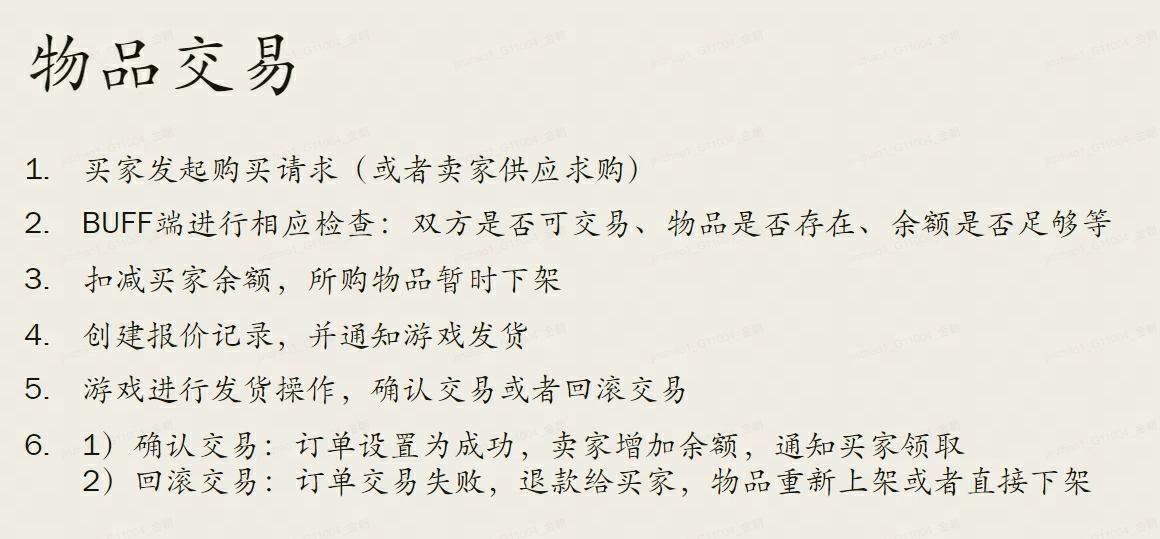 物品交易
1. 买家发起购买请求（或者卖家供应求购）
2. BUFF端进行相应检查：双方是否可交易、物品是否存在、余额是否足够等
3. 扣减买家余额，所购物品暂时下架
4. 创建报价记录，并通知游戏发货
5. 游戏进行发货操作，确认交易或者回滚交易
6. 1）确认交易：订单设置为成功，卖家增加余额，通知买家领取
2）回滚交易：订单交易失败，退款给买家，物品重新上架或者直接下架